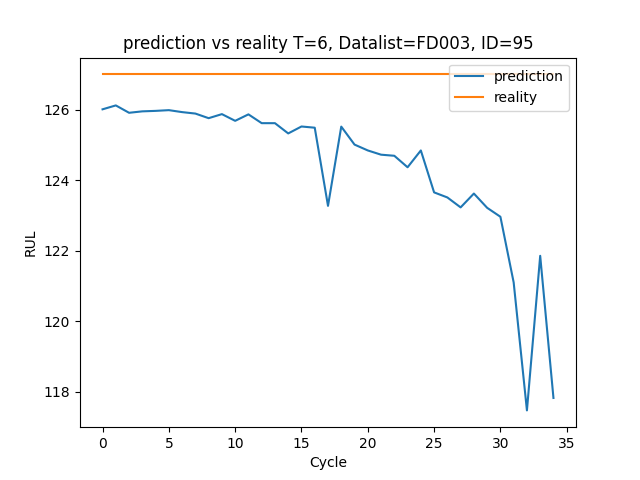 prediction vs reality T=6, Datalist=FD003, ID=95
prediction
reality
126
124
122
120
118
RUL
0 5 10 15 20 25 30 35
Cycle